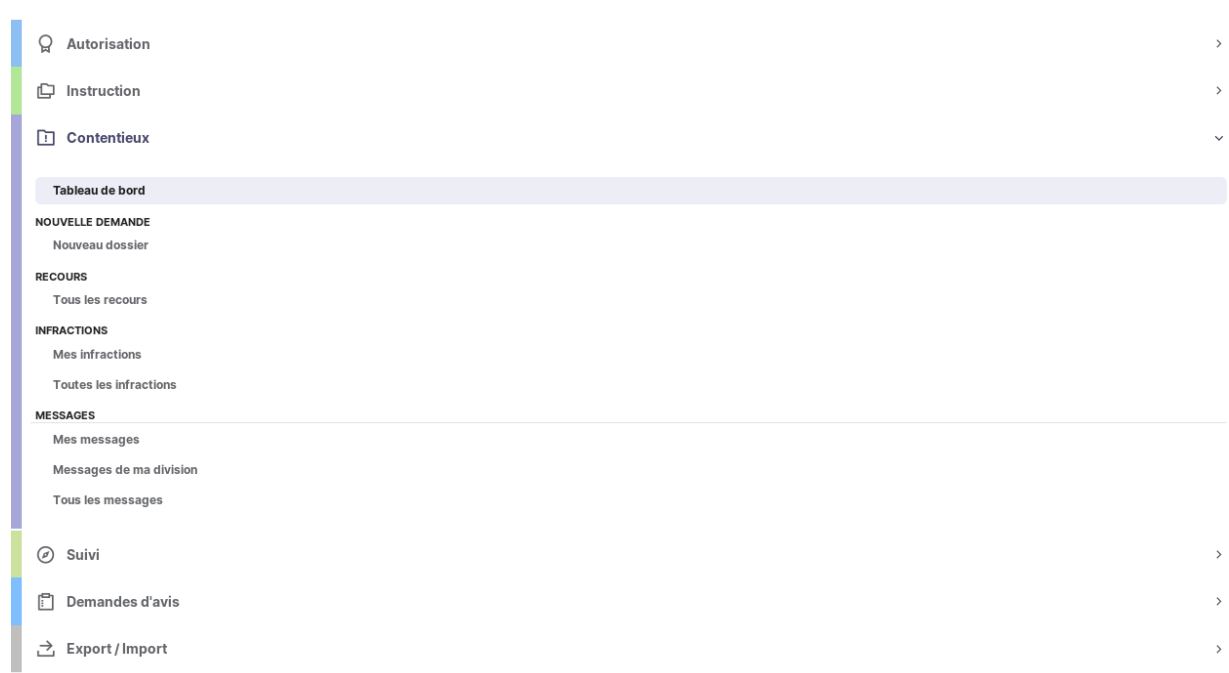 Autorisation
Instruction
Contentieux
Tableau de bord
NOUVELLE DEMANDE
Nouveau dossier
RECOURS
Tous les recours
INFRACTIONS
Mes infractions
Toutes les infractions
MESSAGES
Mes messages
Messages de ma division
Tous les messages
Suivi
Demandes d'avis
Export / Import